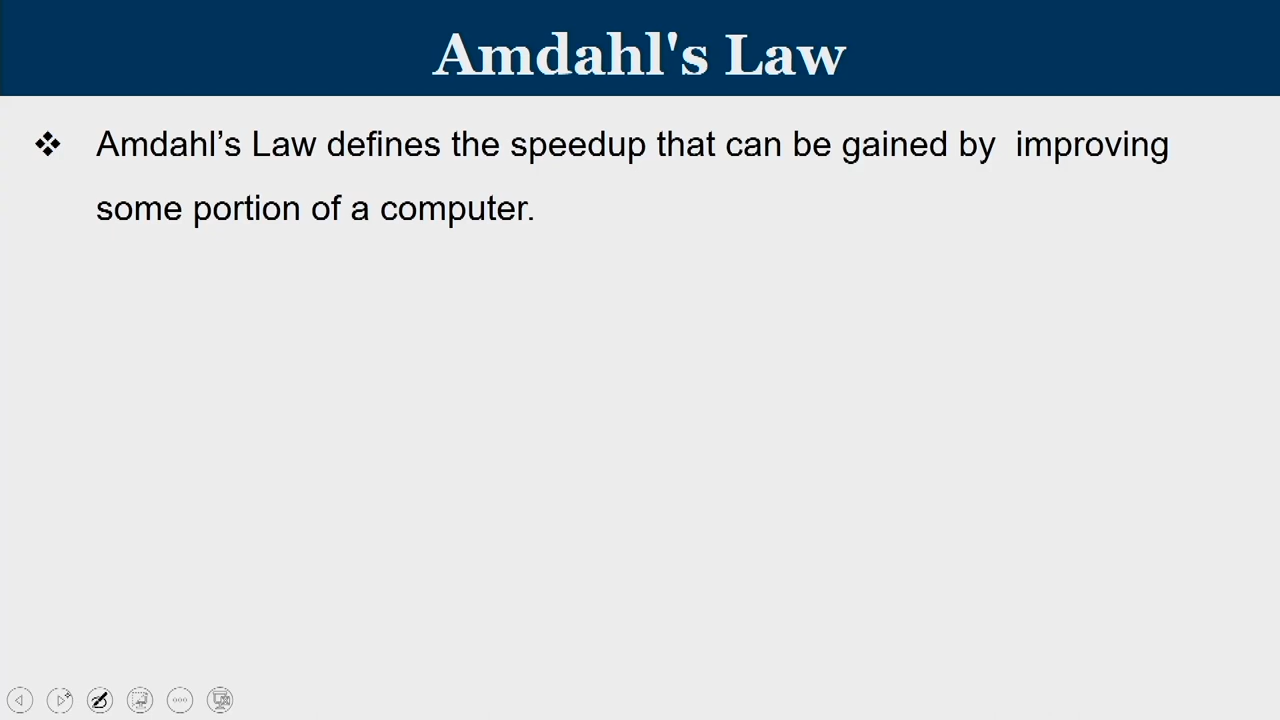 Amdahl's Law
❖ Amdahl’s Law defines the speedup that can be gained by improving
some portion of a computer.